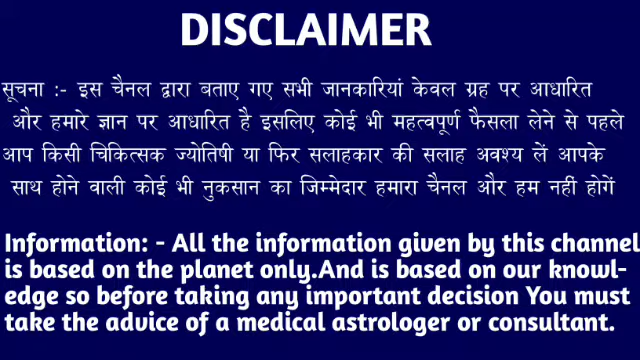 DISCLAIMER
सूचना :- इस चैनल द्वारा बताए गए सभी जानकारियां केवल ग्रह पर आधारित
और हमारे ज्ञान पर आधारित है इसलिए कोई भी महत्वपूर्ण फैसला लेने से पहले
आप किसी चिकित्सक ज्योतिषी या फिर सलाहकार की सलाह अवश्य लें आपके
साथ होने वाली कोई भी नुकसान का जिम्मेदार हमारा चैनल और हम नहीं होगें
Information: - All the information given by this channel
is based on the planet only.And is based on our knowl-
edge so before taking any important decision You must
take the advice of a medical astrologer or consultant.